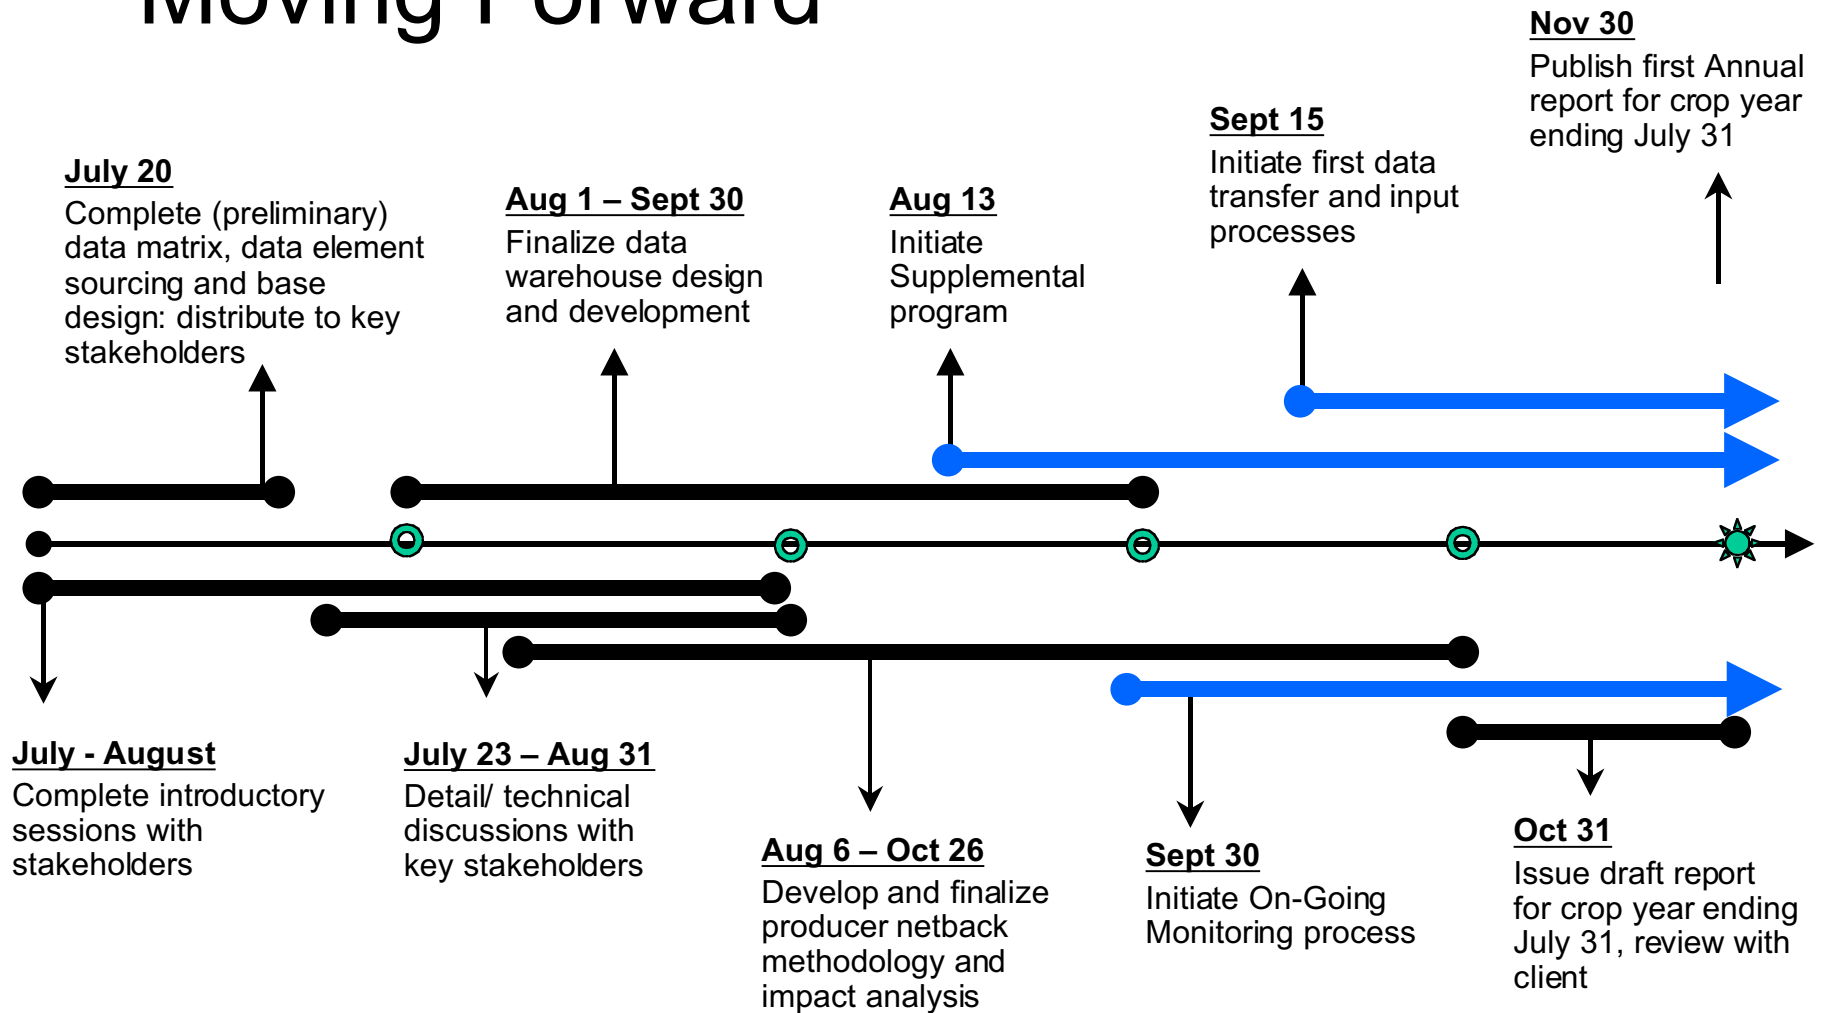 Moving Forward
Nov 30
Publish first Annual
report for crop year
ending July 31
Sept 15
Initiate first data
transfer and input
processes
July 20
Complete (preliminary)
data matrix, data element
sourcing and base
design: distribute to key
stakeholders
Aug 1 – Sept 30
Finalize data
warehouse design
and development
Aug 13
Initiate
Supplemental
program
July - August
Complete introductory
sessions with
stakeholders
July 23 – Aug 31
Detail/ technical
discussions with
key stakeholders
Aug 6 – Oct 26
Develop and finalize
producer netback
methodology and
impact analysis
Sept 30
Initiate On-Going
Monitoring process
Oct 31
Issue draft report
for crop year ending
July 31, review with
client